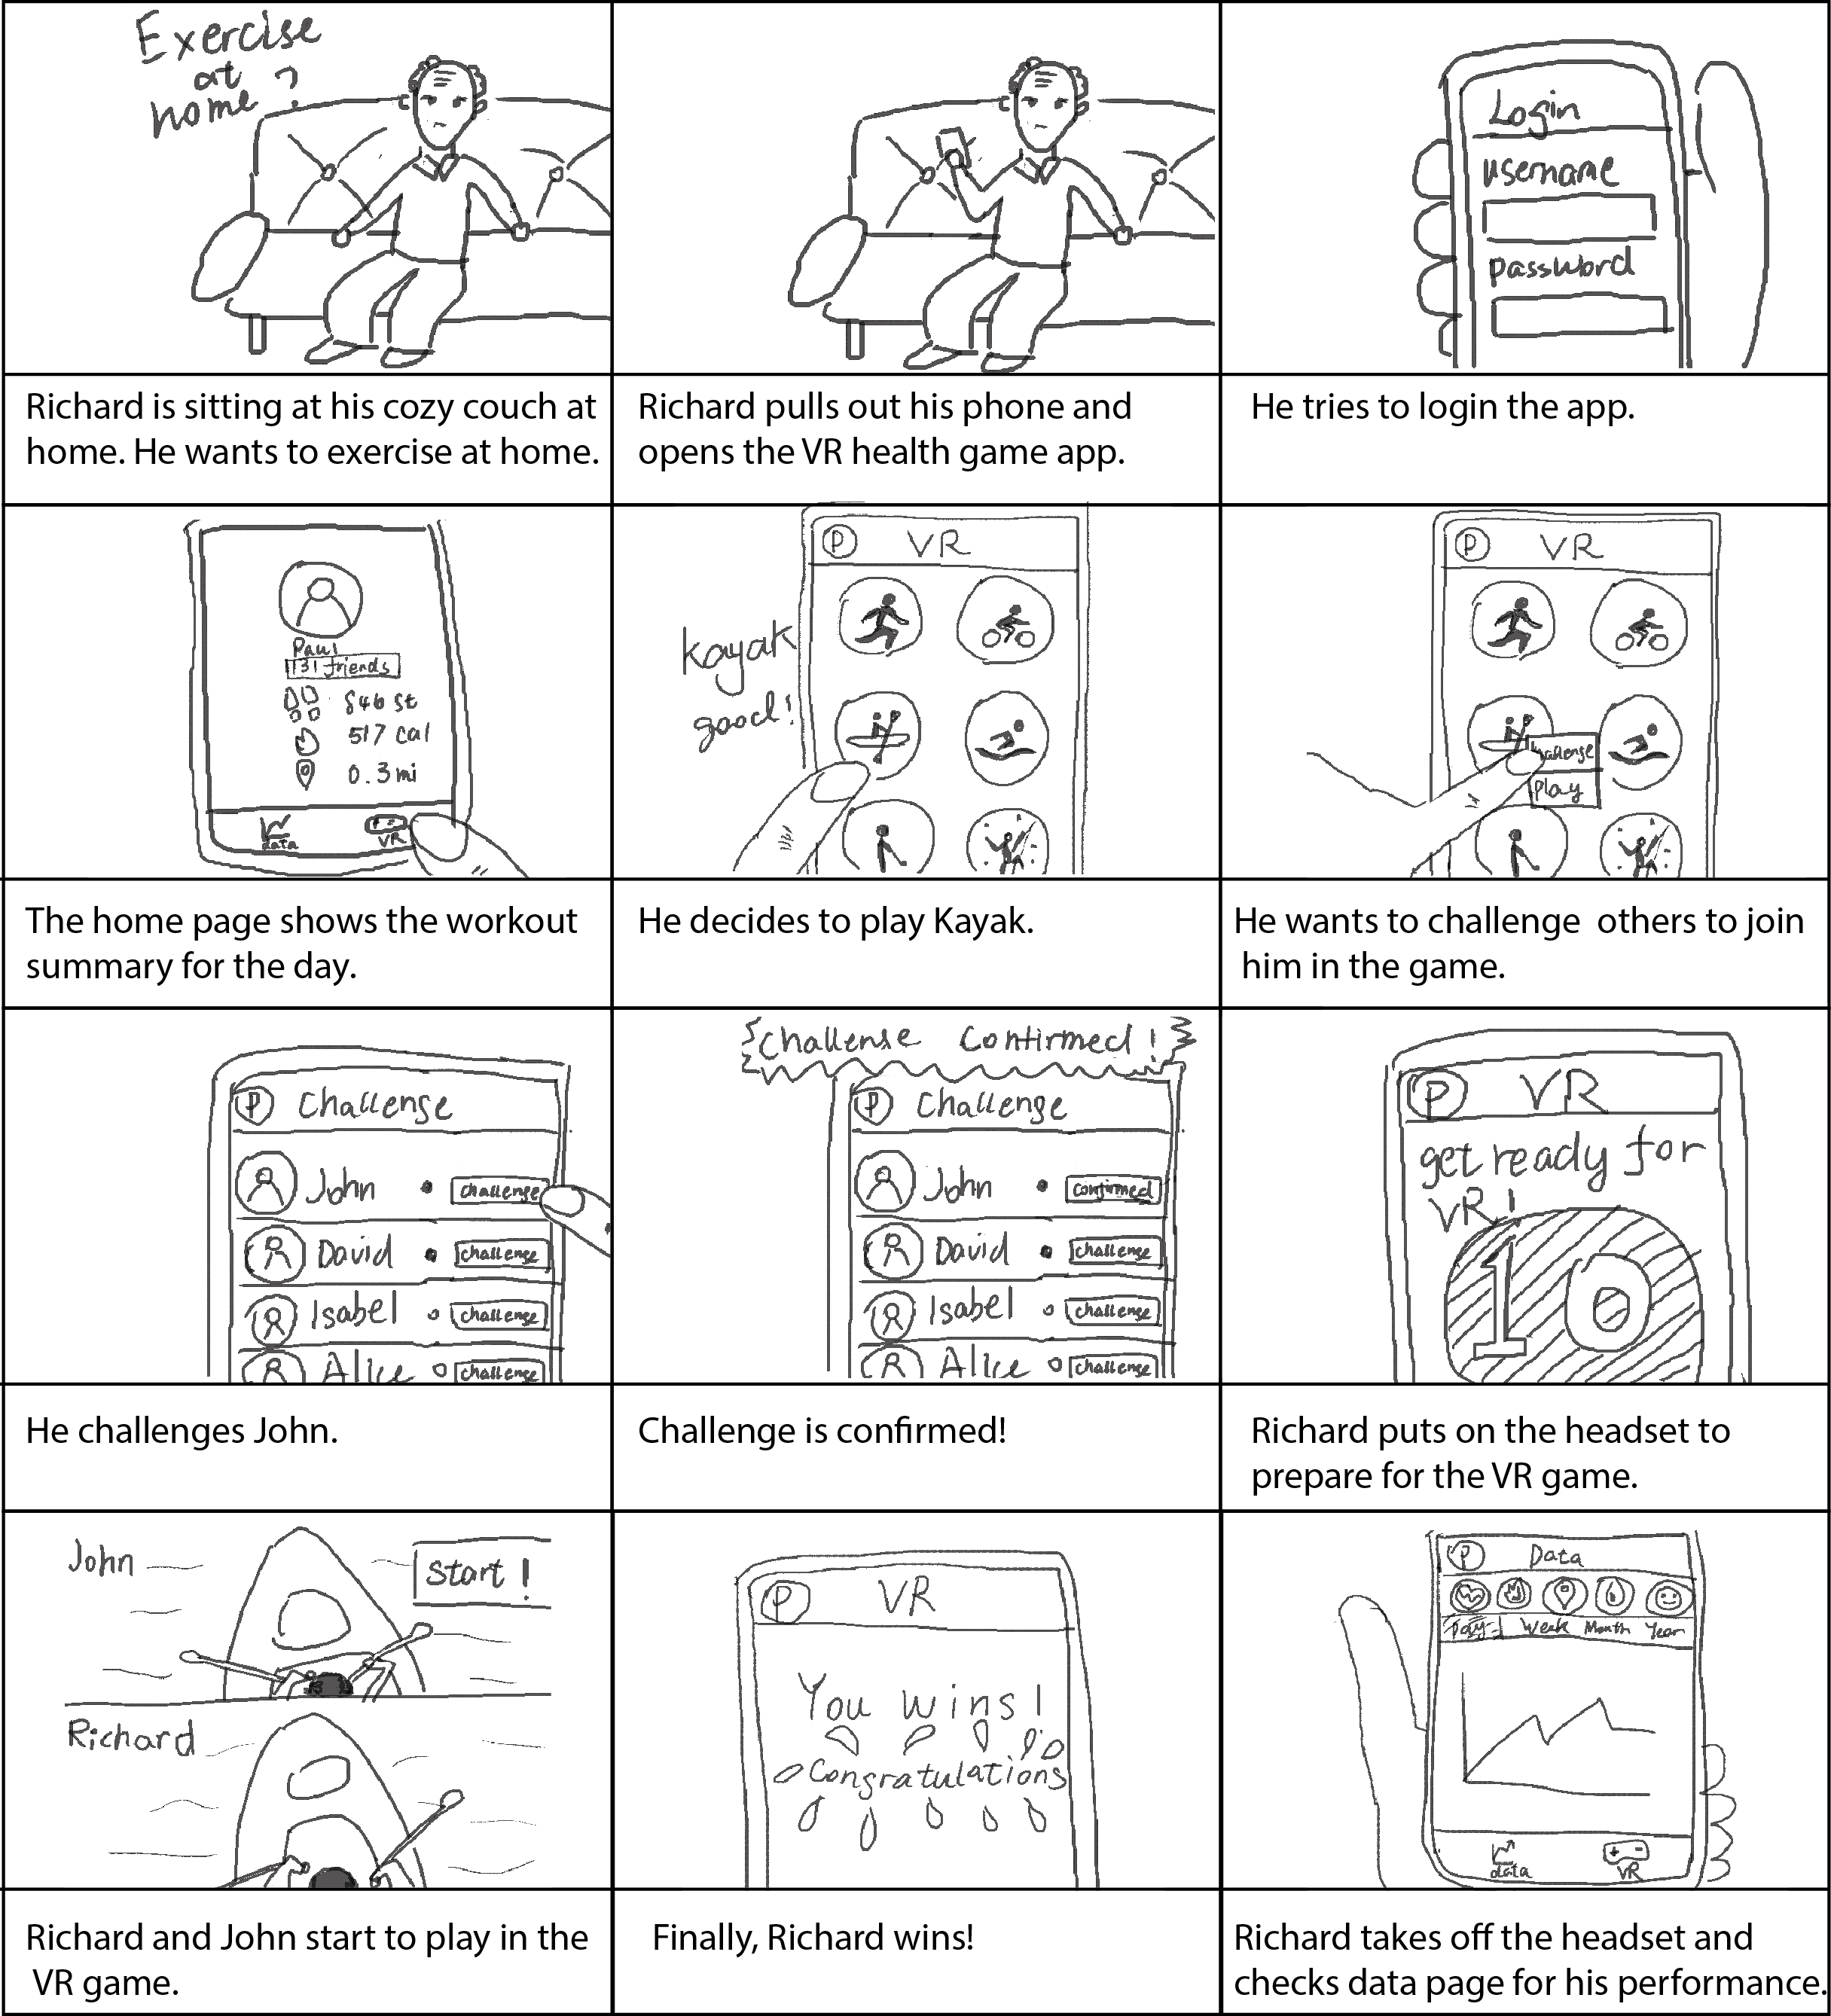 Exercise
at
home ?
Richard is sitting at his cozy couch at
home. He wants to exercise at home.
Richard pulls out his phone and
opens the VR health game app.
Login
username
password
He tries to login the app.
Paul
131 friends
846 st
517 cal
0.3 mi
data
VR
The home page shows the workout
summary for the day.
P VR
kayak
good!
He decides to play Kayak.
P VR
Play
He wants to challenge others to join
him in the game.
P Challenge
John challenge
David challenge
Isabel challenge
Alice challenge
He challenges John.
Challenge Confirmed!
P Challenge
John confirmed
David challenge
Isabel challenge
Alice challenge
Challenge is confirmed!
P VR
get ready for
VR!
10
Richard puts on the headset to
prepare for the VR game.
John
Start!
Richard
Richard and John start to play in the
VR game.
P VR
You wins!
Congratulations
Finally, Richard wins!
P Data
Day Week Month Year
data
VR
Richard takes off the headset and
checks data page for his performance.